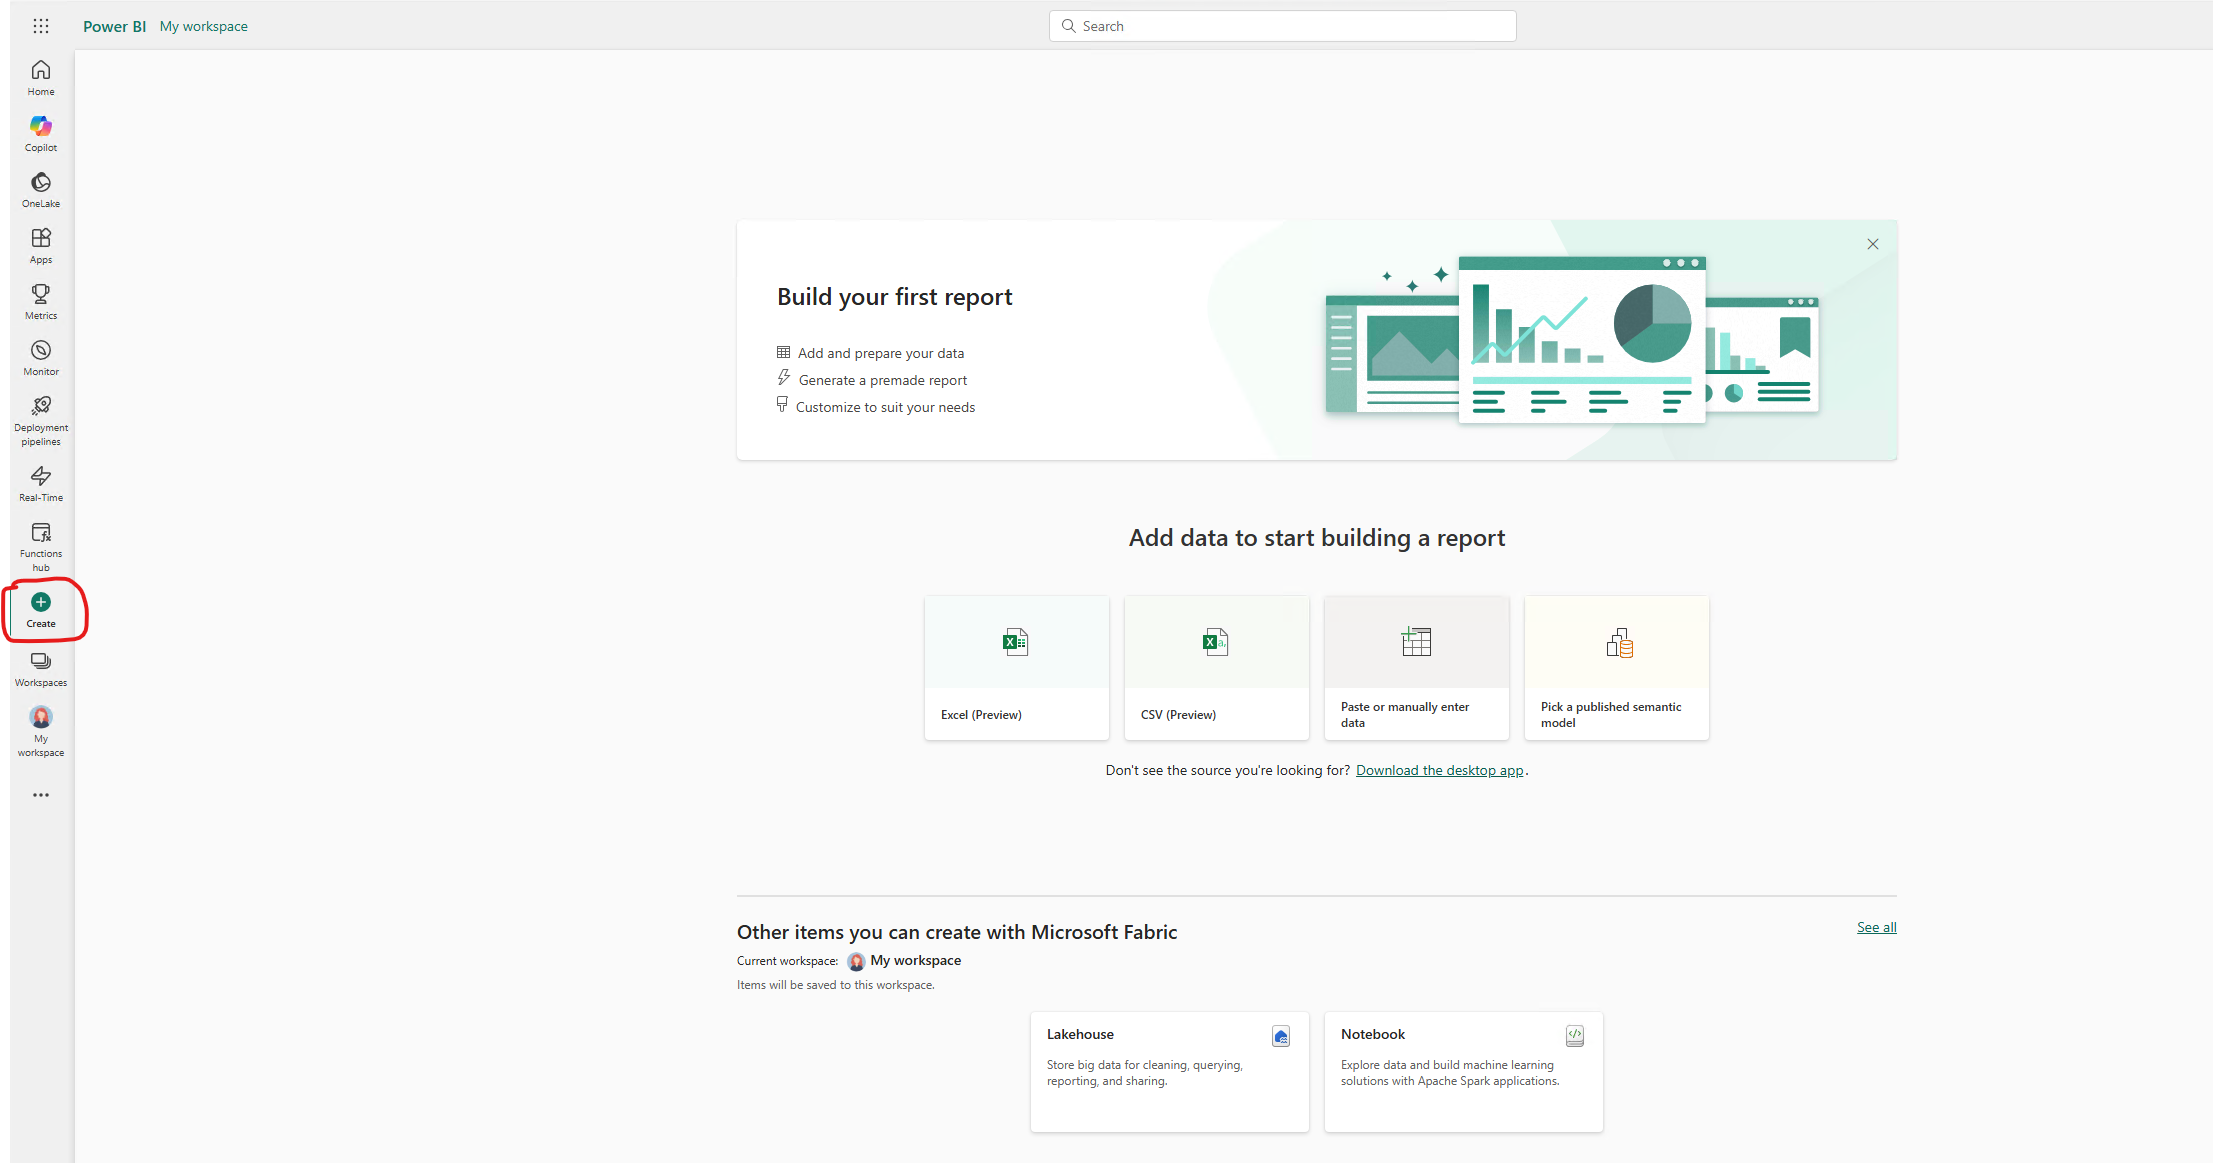 Power BI My workspace
Search
Home
Copilot
OneLake
Apps
Metrics
Monitor
Deployment
pipelines
Real-Time
Functions
hub
Create
Workspaces
My
workspace
Build your first report
Add and prepare your data
Generate a premade report
Customize to suit your needs
Add data to start building a report
Excel (Preview)
CSV (Preview)
Paste or manually enter
data
Pick a published semantic
model
Don't see the source you're looking for? Download the desktop app.
Other items you can create with Microsoft Fabric
See all
Current workspace: My workspace
Items will be saved to this workspace.
Lakehouse
Store big data for cleaning, querying,
reporting, and sharing.
Notebook
Explore data and build machine learning
solutions with Apache Spark applications.